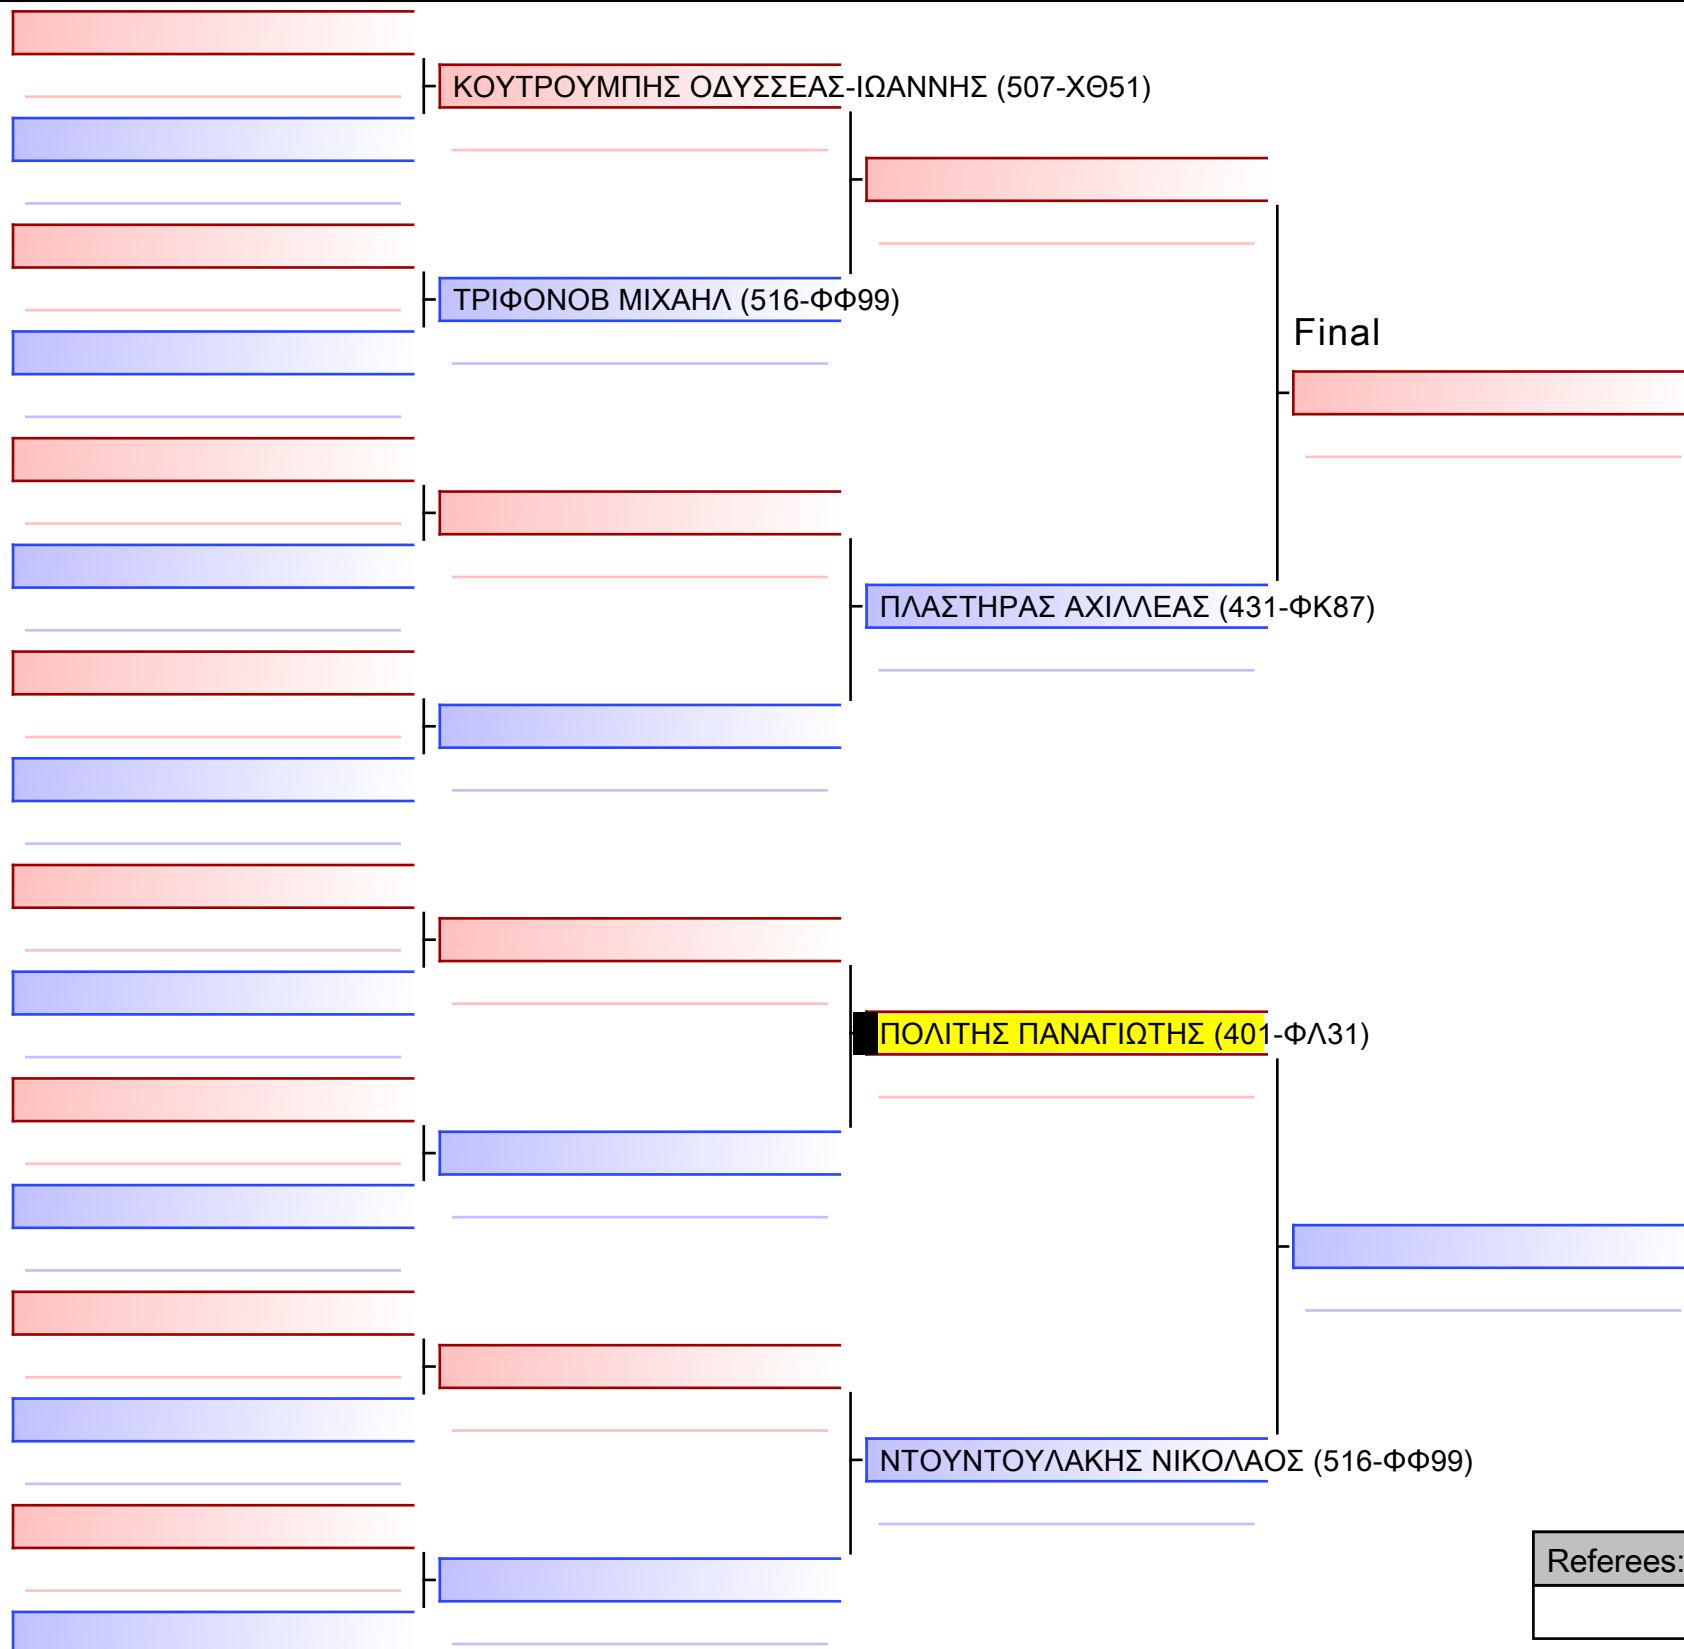 ΚΟΥΤΡΟΥΜΠΗΣ ΟΔΥΣΣΕΑΣ-ΙΩΑΝΝΗΣ (507-ΧΘ51)
ΤΡΙΦΟΝΟΒ ΜΙΧΑΗΛ (516-ΦΦ99)
Final
ΠΛΑΣΤΗΡΑΣ ΑΧΙΛΛΕΑΣ (431-ΦΚ87)
ΠΟΛΙΤΗΣ ΠΑΝΑΓΙΩΤΗΣ (401-ΦΛ31)
ΝΤΟΥΝΤΟΥΛΑΚΗΣ ΝΙΚΟΛΑΟΣ (516-ΦΦ99)
Referees: